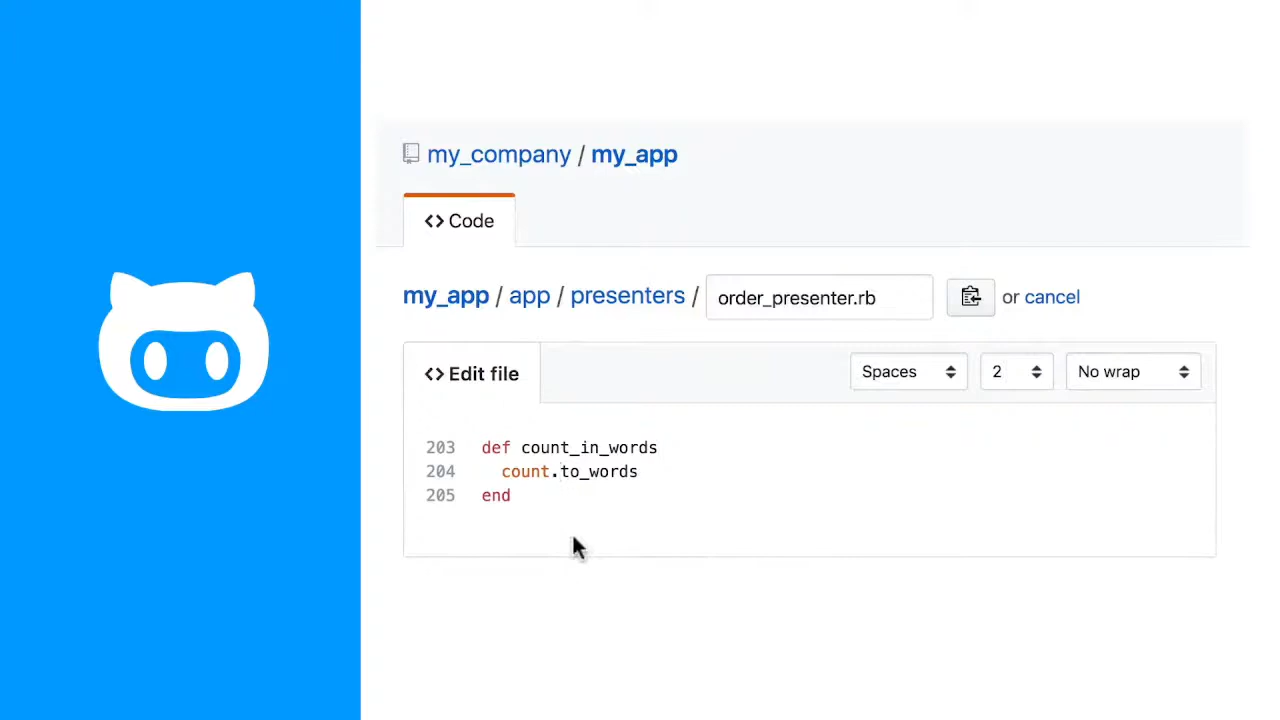 my_company / my_app
<> Code
my_app / app / presenters / order_presenter.rb or cancel
<> Edit file Spaces 2 No wrap
203 def count_in_words
204 count.to_words
205 end